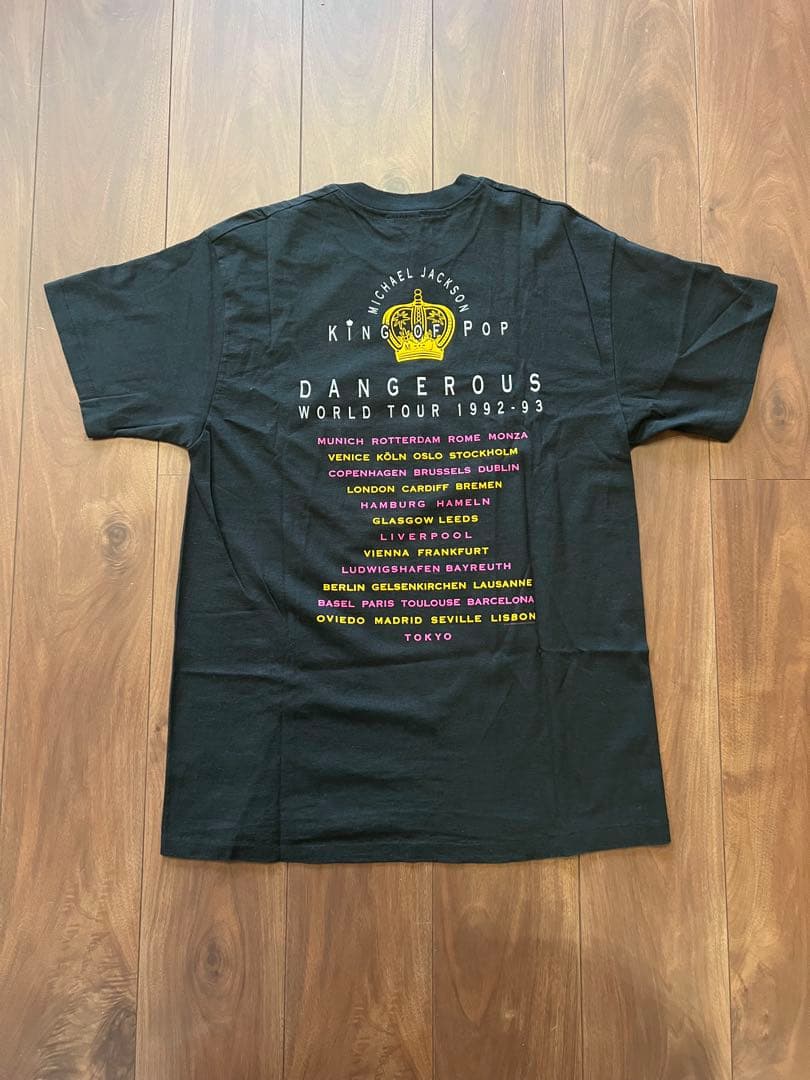 MICHAEL JACKSON
KiNG OF POP
DANGEROUS
WORLD TOUR 1992-93
MUNICH ROTTERDAM ROME MONZA
VENICE KÖLN OSLO STOCKHOLM
COPENHAGEN BRUSSELS DUBLIN
LONDON CARDIFF BREMEN
HAMBURG HAMELN
GLASGOW LEEDS
LIVERPOOL
VIENNA FRANKFURT
LUDWIGSHAFEN BAYREUTH
BERLIN GELSENKIRCHEN LAUSANNE
BASEL PARIS TOULOUSE BARCELONA
OVIEDO MADRID SEVILLE LISBON
TOKYO